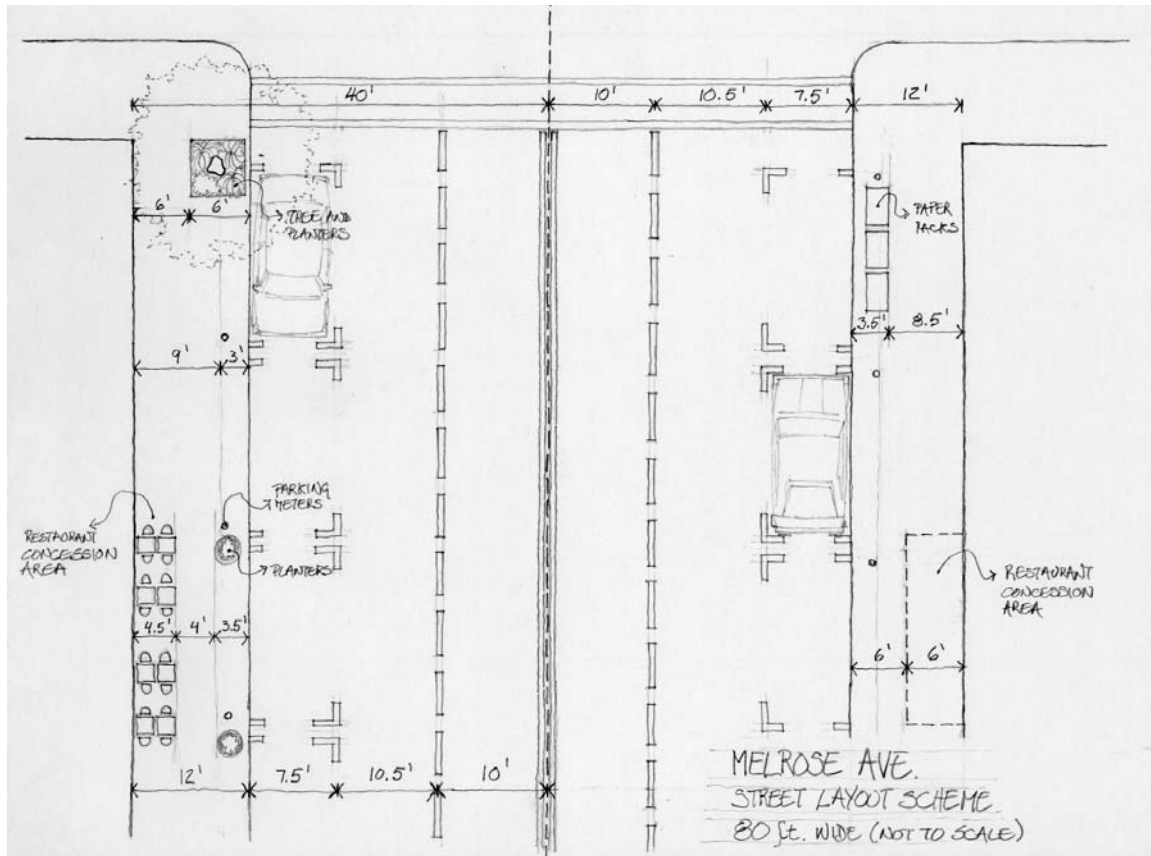 40' 10' 10.5' 7.5' 12'
6' 6'
TREE AND
PLANTERS
PAPER
RACKS
3.5' 8.5'
9' 3'
PARKING
METERS
RESTAURANT
CONCESSION
AREA
PLANTERS
RESTAURANT
CONCESSION
AREA
4.5' 4' 3.5'
6' 6'
12' 7.5' 10.5' 10'
MELROSE AVE.
STREET LAYOUT SCHEME
80 ft. WIDE (NOT TO SCALE)